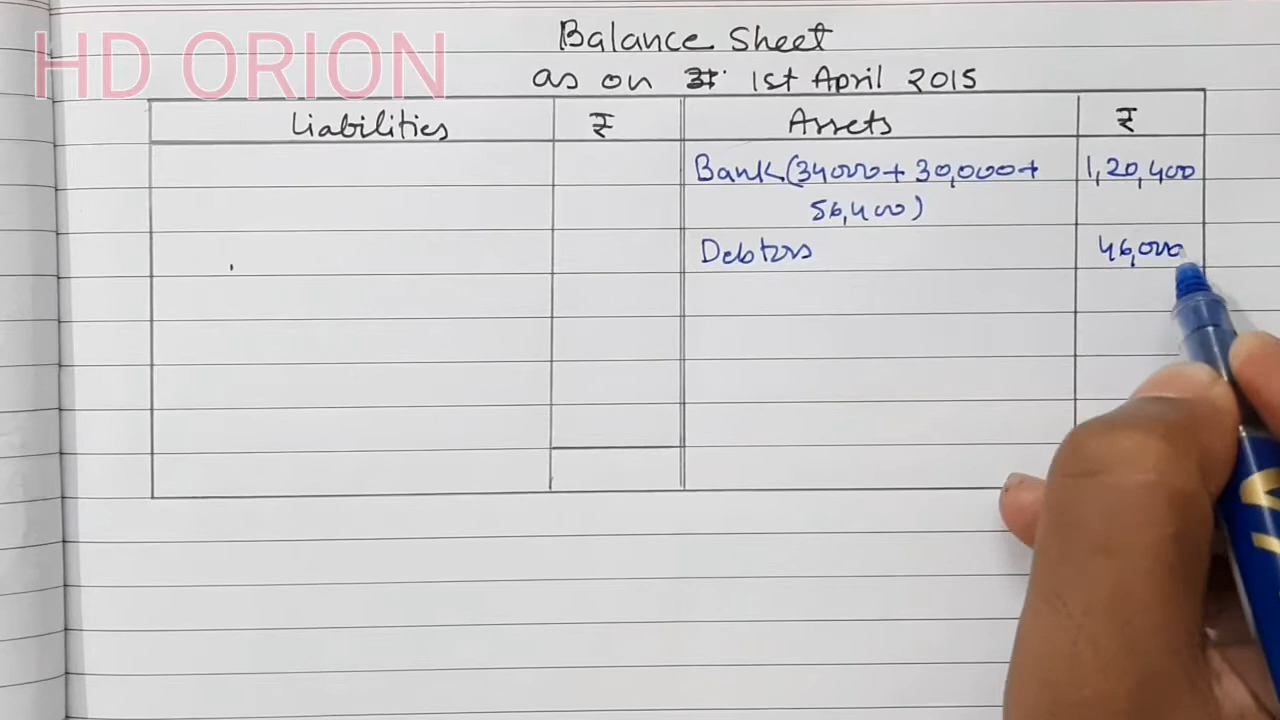 HD ORION
Balance Sheet
as on 1st April 2015
Liabilities ₹ Assets ₹
Bank (34000 + 30,000 + 1,20,400
56,400)
Debtors 46,000